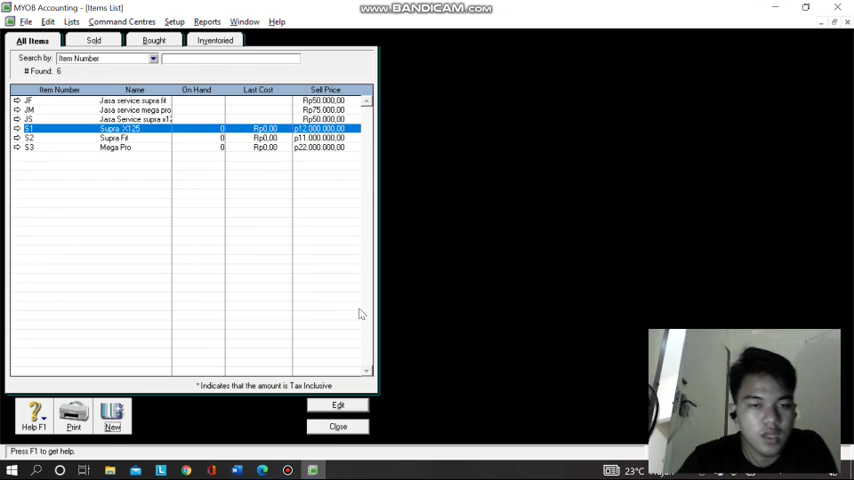 MYOB Accounting - [Items List]
WWW.BANDICAM.COM
File Edit Lists Command Centres Setup Reports Window Help
All Items Sold Bought Inventoried
Search by: Item Number
# Found: 6
Item Number Name On Hand Last Cost Sell Price
JF Jasa service supra fit Rp50.000,00
JM Jasa service mega pro Rp75.000,00
JS Jasa Service supra x12 Rp50.000,00
S1 Supra X125 0 Rp0,00 p12.000.000,00
S2 Supra Fit 0 Rp0,00 p11.000.000,00
S3 Mega Pro 0 Rp0,00 p22.000.000,00
* Indicates that the amount is Tax Inclusive
Help F1 Print New Edit
Close
Press F1 to get help.
23°C